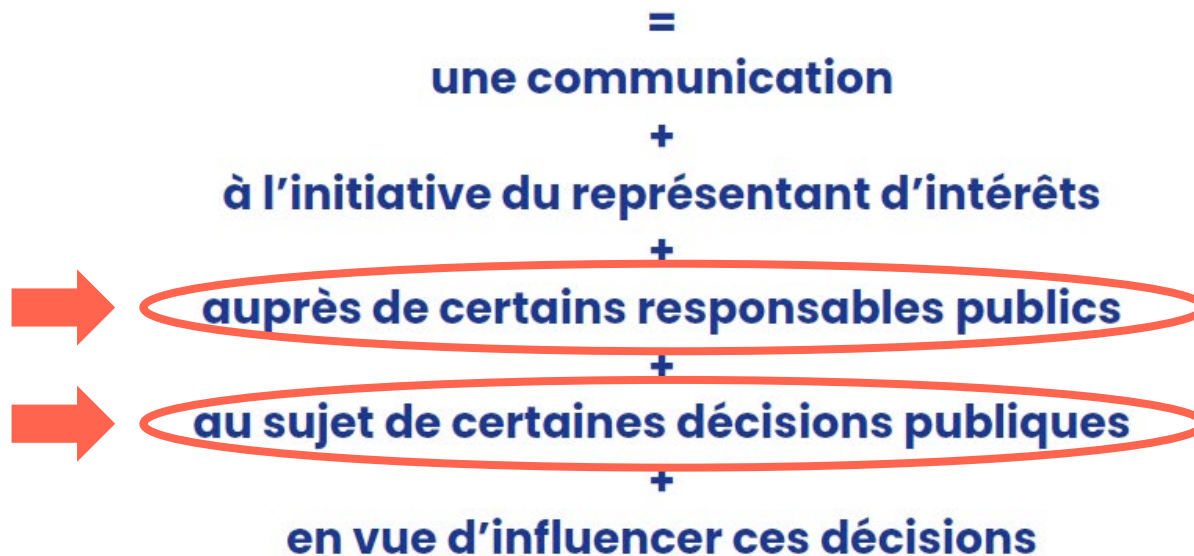 =
une communication
+
à l’initiative du représentant d’intérêts
+
auprès de certains responsables publics
+
au sujet de certaines décisions publiques
+
en vue d’influencer ces décisions